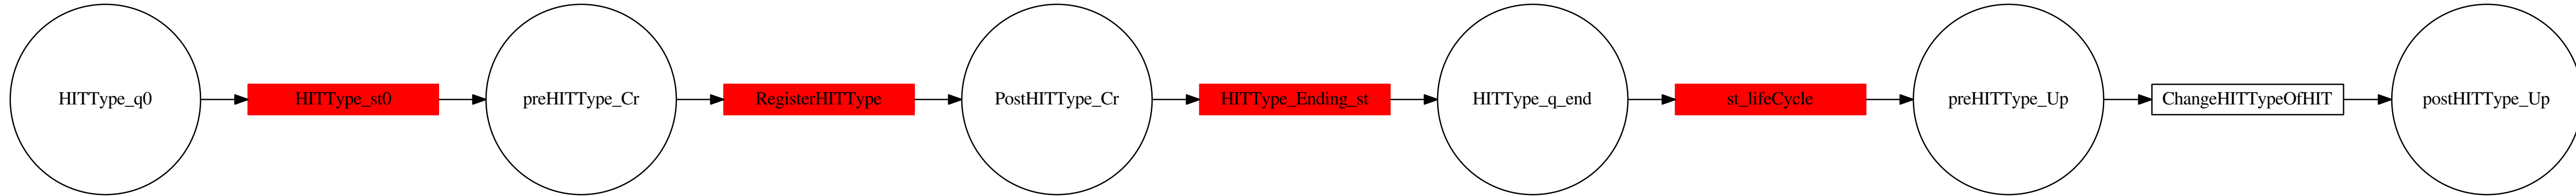 HITType_q0
HITType_st0
preHITType_Cr
RegisterHITType
PostHITType_Cr
HITType_Ending_st
HITType_q_end
st_lifeCycle
preHITType_Up
ChangeHITTypeOfHIT
postHITType_Up